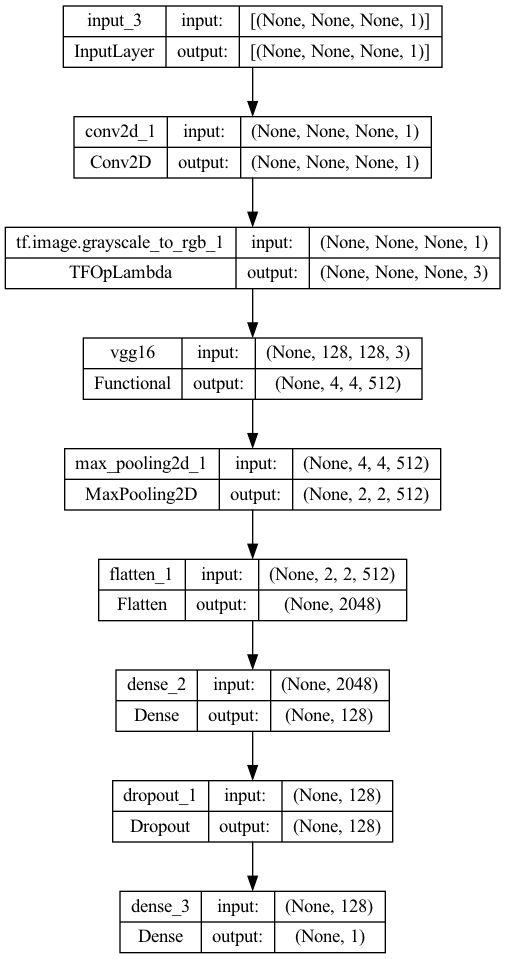 input_3 input: [(None, None, None, 1)]
InputLayer output: [(None, None, None, 1)]
conv2d_1 input: (None, None, None, 1)
Conv2D output: (None, None, None, 1)
tf.image.grayscale_to_rgb_1 input: (None, None, None, 1)
TFOpLambda output: (None, None, None, 3)
vgg16 input: (None, 128, 128, 3)
Functional output: (None, 4, 4, 512)
max_pooling2d_1 input: (None, 4, 4, 512)
MaxPooling2D output: (None, 2, 2, 512)
flatten_1 input: (None, 2, 2, 512)
Flatten output: (None, 2048)
dense_2 input: (None, 2048)
Dense output: (None, 128)
dropout_1 input: (None, 128)
Dropout output: (None, 128)
dense_3 input: (None, 128)
Dense output: (None, 1)